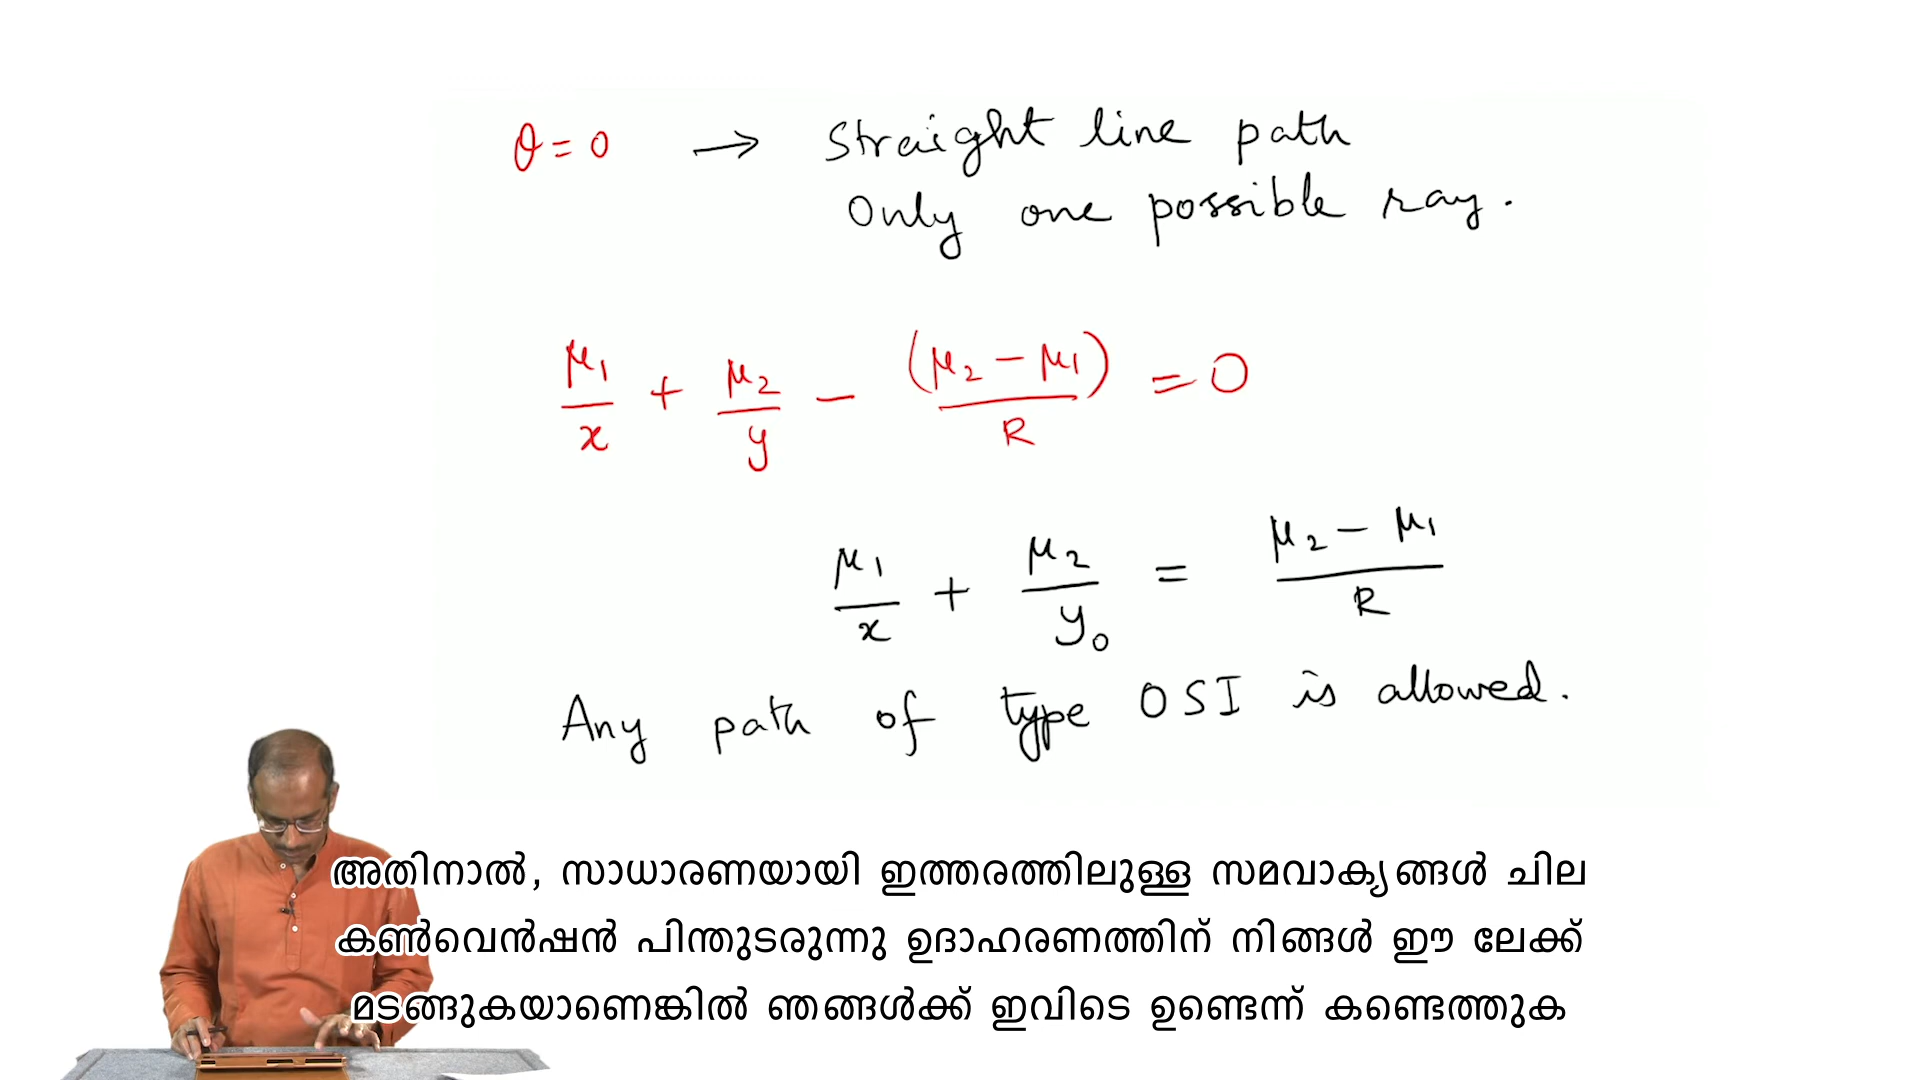 θ = 0 → Straight line path
Only one possible ray.
μ₁/x + μ₂/y − (μ₂ − μ₁)/R = 0
μ₁/x + μ₂/y₀ = μ₂ − μ₁/R
Any path of type OSI is allowed.
അതിനാൽ, സാധാരണയായി ഇത്തരത്തിലുള്ള സമവാക്യങ്ങൾ ചില
കൺവെൻഷൻ പിന്തുടരുന്നു ഉദാഹരണത്തിന് നിങ്ങൾ ഈ ലേക്ക്
മടങ്ങുകയാണെങ്കിൽ ഞങ്ങൾക്ക് ഇവിടെ ഉണ്ടെന്ന് കണ്ടെത്തുക